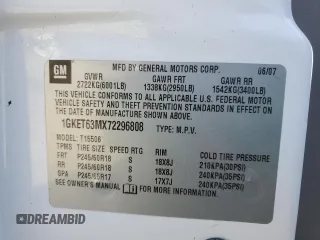 GM
MFD BY GENERAL MOTORS CORP. 06/07
GVWR GAWR FRT GAWR RR
2722KG(6001LB) 1338KG(2950LB) 1542KG(3400LB)
THIS VEHICLE CONFORMS TO ALL APPLICABLE U.S. FEDERAL
MOTOR VEHICLE SAFETY AND THEFT PREVENTION STANDARDS
IN EFFECT ON THE DATE OF MANUFACTURE SHOWN ABOVE.
1GKET63MX72296808 TYPE: M.P.V.
MODEL: T15506
TPMS TIRE SIZE SPEED RTG RIM COLD TIRE PRESSURE
FRT P245/60R18 S 18X8J 210KPA(30PSI)
RR P245/60R18 S 18X8J 240KPA(35PSI)
SPA P245/65R17 S 17X7J 240KPA(35PSI)
SEE OWNER'S MANUAL FOR ADDITIONAL INFORMATION
DREAMBID